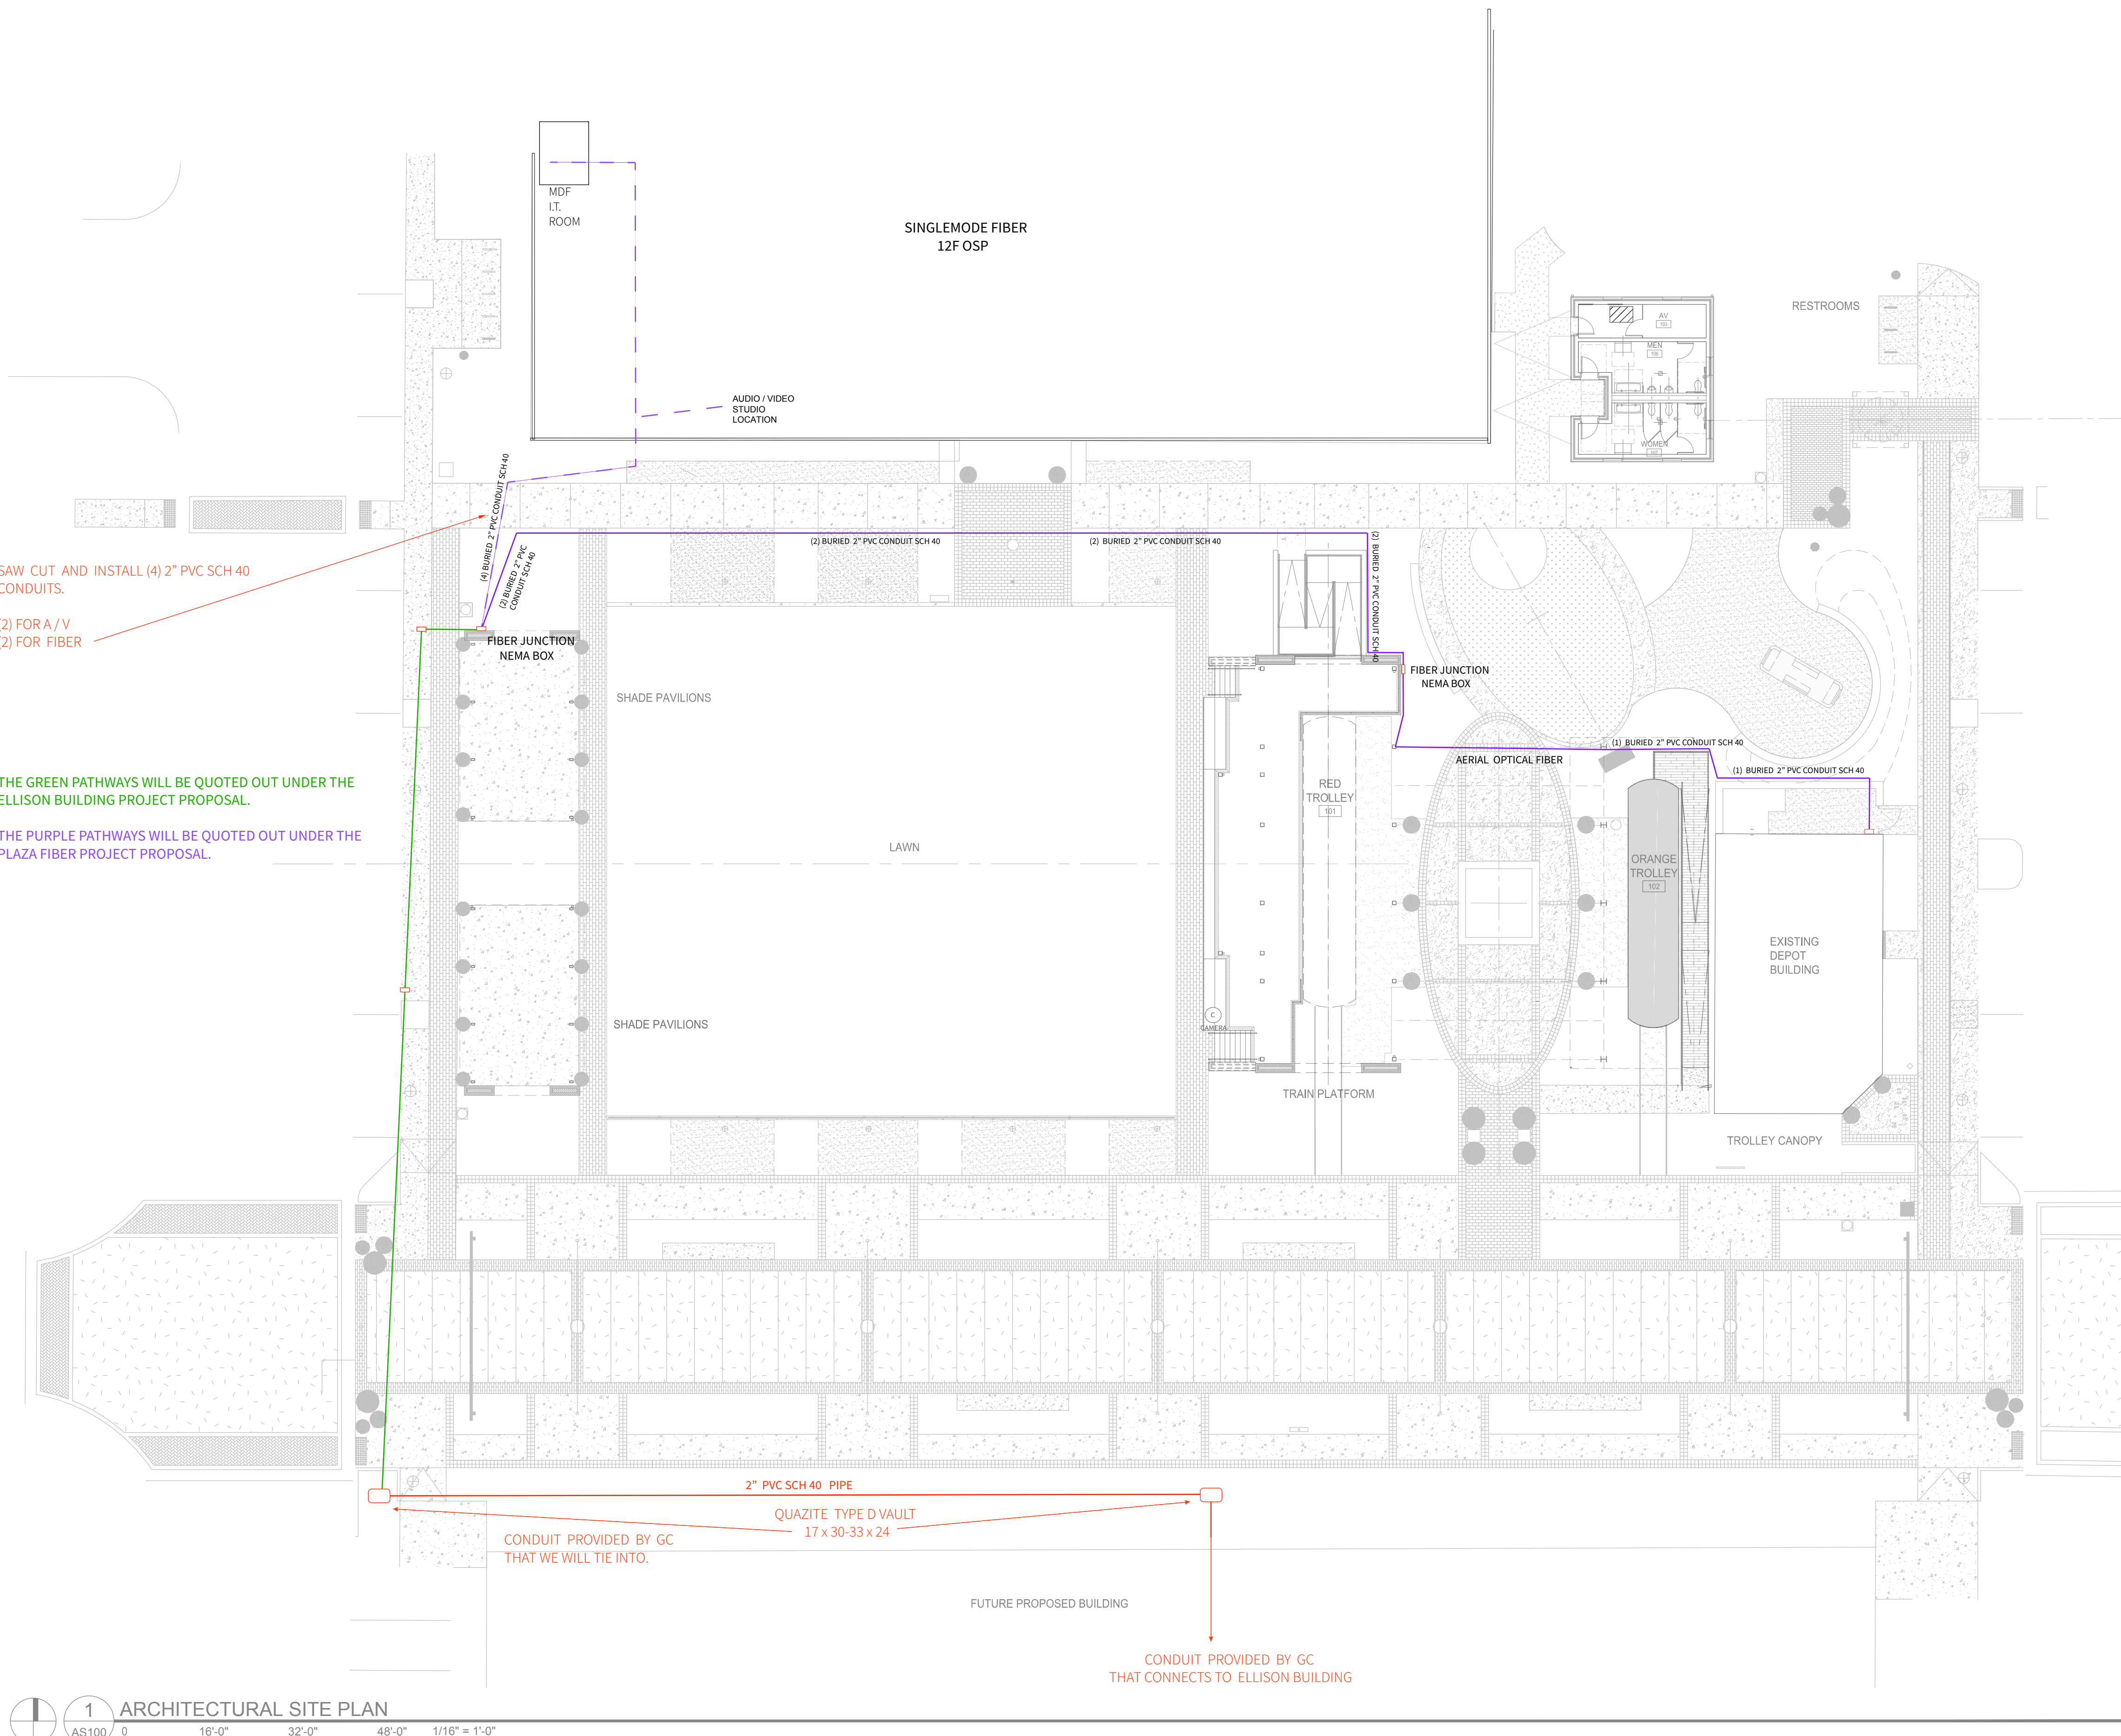 MDF
I.T.
ROOM
SINGLEMODE FIBER
12F OSP
RESTROOMS
AV
103
MEN
106
WOMEN
107
AUDIO / VIDEO
STUDIO
LOCATION
(4) BURIED 2" PVC CONDUIT SCH 40
(2) BURIED 2" PVC
CONDUIT SCH 40
(2) BURIED 2" PVC CONDUIT SCH 40
(2) BURIED 2" PVC CONDUIT SCH 40
(2) BURIED 2" PVC CONDUIT SCH 40
SAW CUT AND INSTALL (4) 2" PVC SCH 40
CONDUITS.
(2) FOR A / V
(2) FOR FIBER
FIBER JUNCTION
NEMA BOX
FIBER JUNCTION
NEMA BOX
SHADE PAVILIONS
(1) BURIED 2" PVC CONDUIT SCH 40
AERIAL OPTICAL FIBER
(1) BURIED 2" PVC CONDUIT SCH 40
THE GREEN PATHWAYS WILL BE QUOTED OUT UNDER THE
ELLISON BUILDING PROJECT PROPOSAL.
THE PURPLE PATHWAYS WILL BE QUOTED OUT UNDER THE
PLAZA FIBER PROJECT PROPOSAL.
RED
TROLLEY
101
LAWN
ORANGE
TROLLEY
102
EXISTING
DEPOT
BUILDING
SHADE PAVILIONS
C
CAMERA
TRAIN PLATFORM
TROLLEY CANOPY
2" PVC SCH 40 PIPE
QUAZITE TYPE D VAULT
17 x 30-33 x 24
CONDUIT PROVIDED BY GC
THAT WE WILL TIE INTO.
FUTURE PROPOSED BUILDING
CONDUIT PROVIDED BY GC
THAT CONNECTS TO ELLISON BUILDING
1
AS100
ARCHITECTURAL SITE PLAN
0 16'-0" 32'-0" 48'-0" 1/16" = 1'-0"